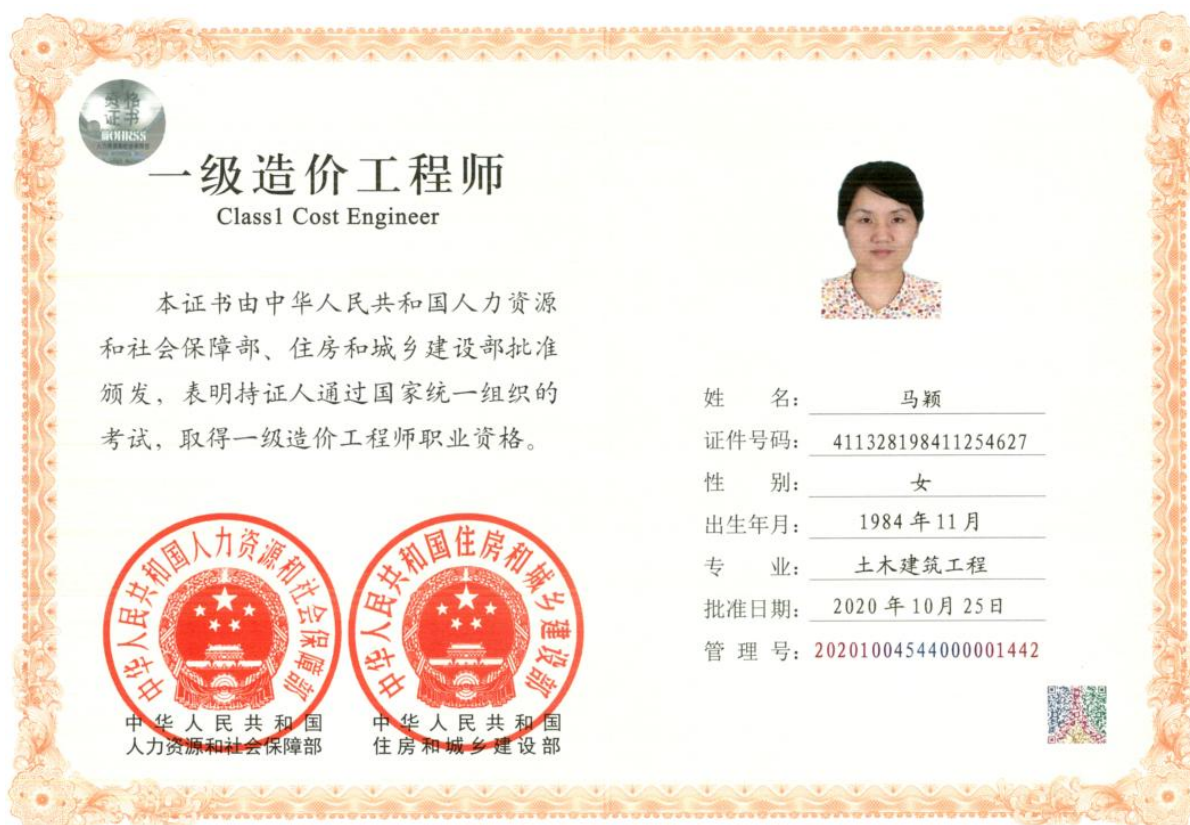 资格
证书
MOHRSS
一级造价工程师
Class1 Cost Engineer
本证书由中华人民共和国人力资源
和社会保障部、住房和城乡建设部批准
颁发，表明持证人通过国家统一组织的
考试，取得一级造价工程师职业资格。
中华人民共和国人力资源和社会保障部
中华人民共和国
人力资源和社会保障部
中华人民共和国住房和城乡建设部
中华人民共和国
住房和城乡建设部
姓 名： 马颖
证件号码： 411328198411254627
性 别： 女
出生年月： 1984 年 11 月
专 业： 土木建筑工程
批准日期： 2020 年 10 月 25日
管 理 号： 20201004544000001442